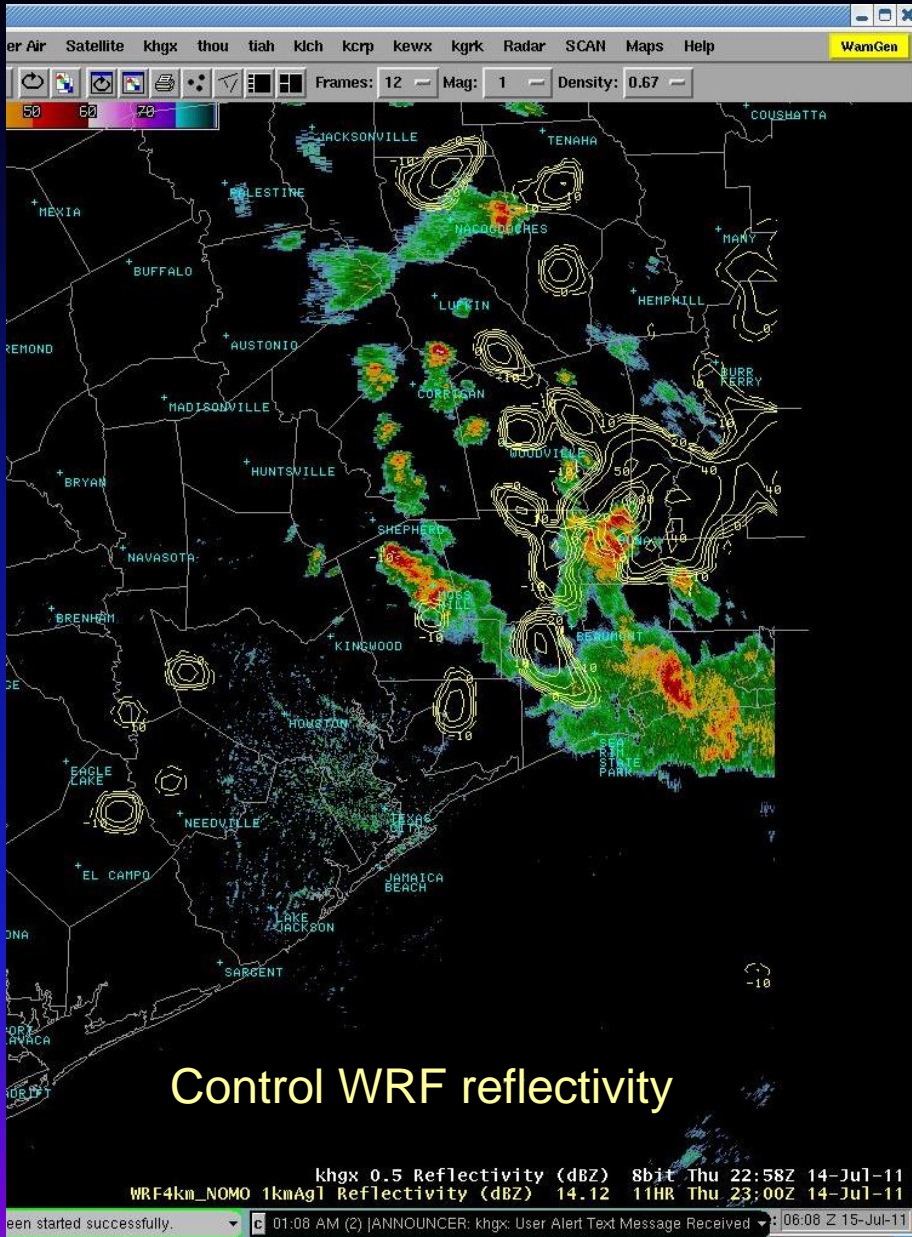 er Air Satellite khgx thou tiah klch kcrp kewx kgrk Radar SCAN Maps Help WarnGen
Frames: 12 Mag: 1 Density: 0.67
50 60 70
COUSHATTA
JACKSONVILLE
TENAHA
PALESTINE
MEXIA
NACOGDOCHES
MANY
BUFFALO
HEMPHILL
LUFKIN
REMOND
AUSTONIO
BURR
FERRY
CORRIGAN
MADISONVILLE
WOODVILLE
HUNTSVILLE
BRYAN
SHEPHERD
NAVASOTA
BRENHAM
KINGWOOD
BEAUMONT
HOUSTON
SEA
RIM
STATE
PARK
EAGLE
LAKE
NEEDVILLE
TEXAS
CITY
EL CAMPO
JAMAICA
BEACH
LAKE
JACKSON
ONA
SARGENT
-10
ORT
LAVACA
ADRIFT
Control WRF reflectivity
khgx 0.5 Reflectivity (dBZ) 8bit Thu 22:58Z 14-Jul-11
WRF4km_NOMO 1kmAgl Reflectivity (dBZ) 14.12 11HR Thu 23:00Z 14-Jul-11
een started successfully. c 01:08 AM (2) |ANNOUNCER: khgx: User Alert Text Message Received : 06:08 Z 15-Jul-11